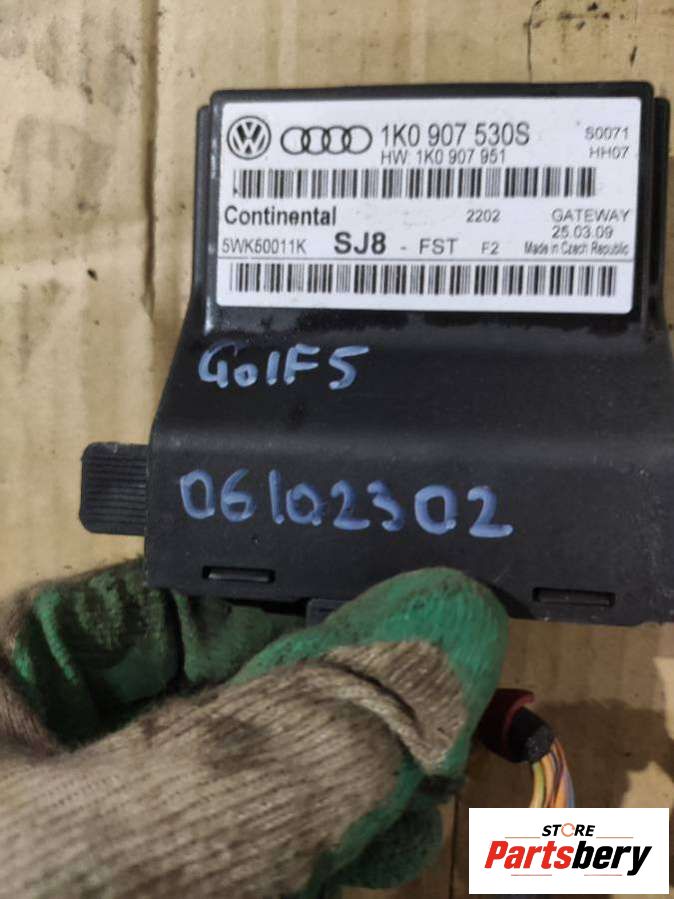 1K0 907 530S S0071
HW: 1K0 907 951 HH07
Continental 2202 GATEWAY
25.03.09
5WK50011K SJ8 - FST F2 Made in Czech Republic
GolF5
06102302
STORE
Partsbery